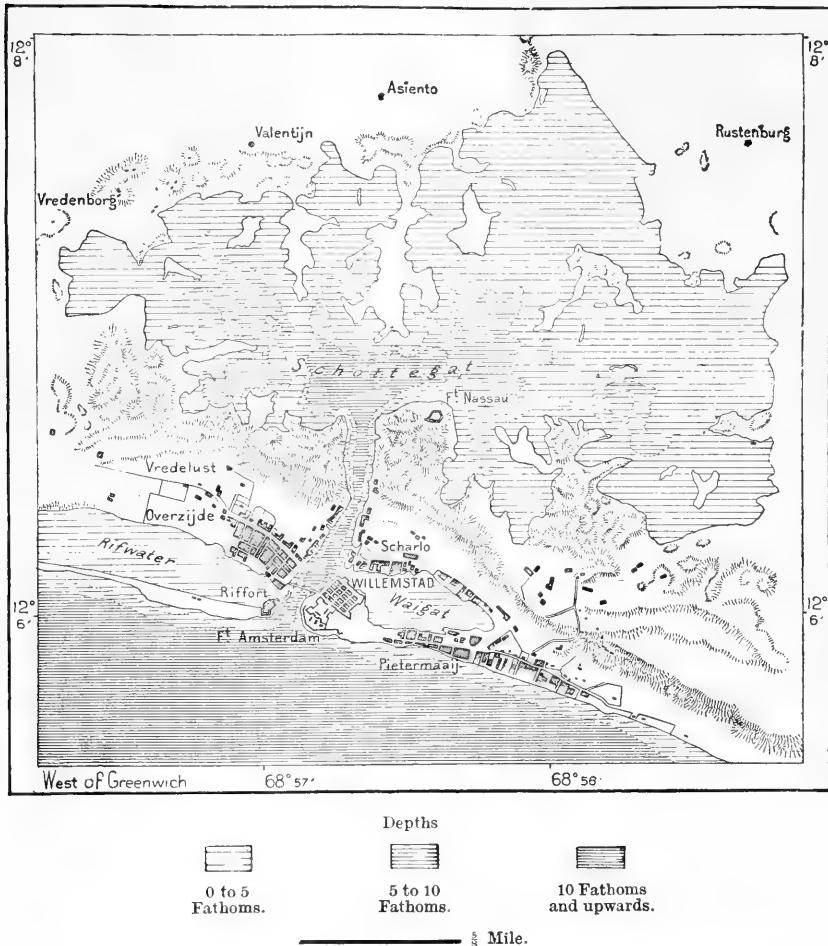 12°
8'
12°
8'
Asiento
Valentijn
Rustenburg
Vredenborg
Schottegat
Ft Nassau
Vredelust
Overzijde
Scharlo
Rifwater
WILLEMSTAD
Riffort
Waigat
12°
6'
12°
6'
Ft Amsterdam
Pietermaaij
West of Greenwich
68°57'
68°56'
Depths
0 to 5
Fathoms.
5 to 10
Fathoms.
10 Fathoms
and upwards.
Mile.